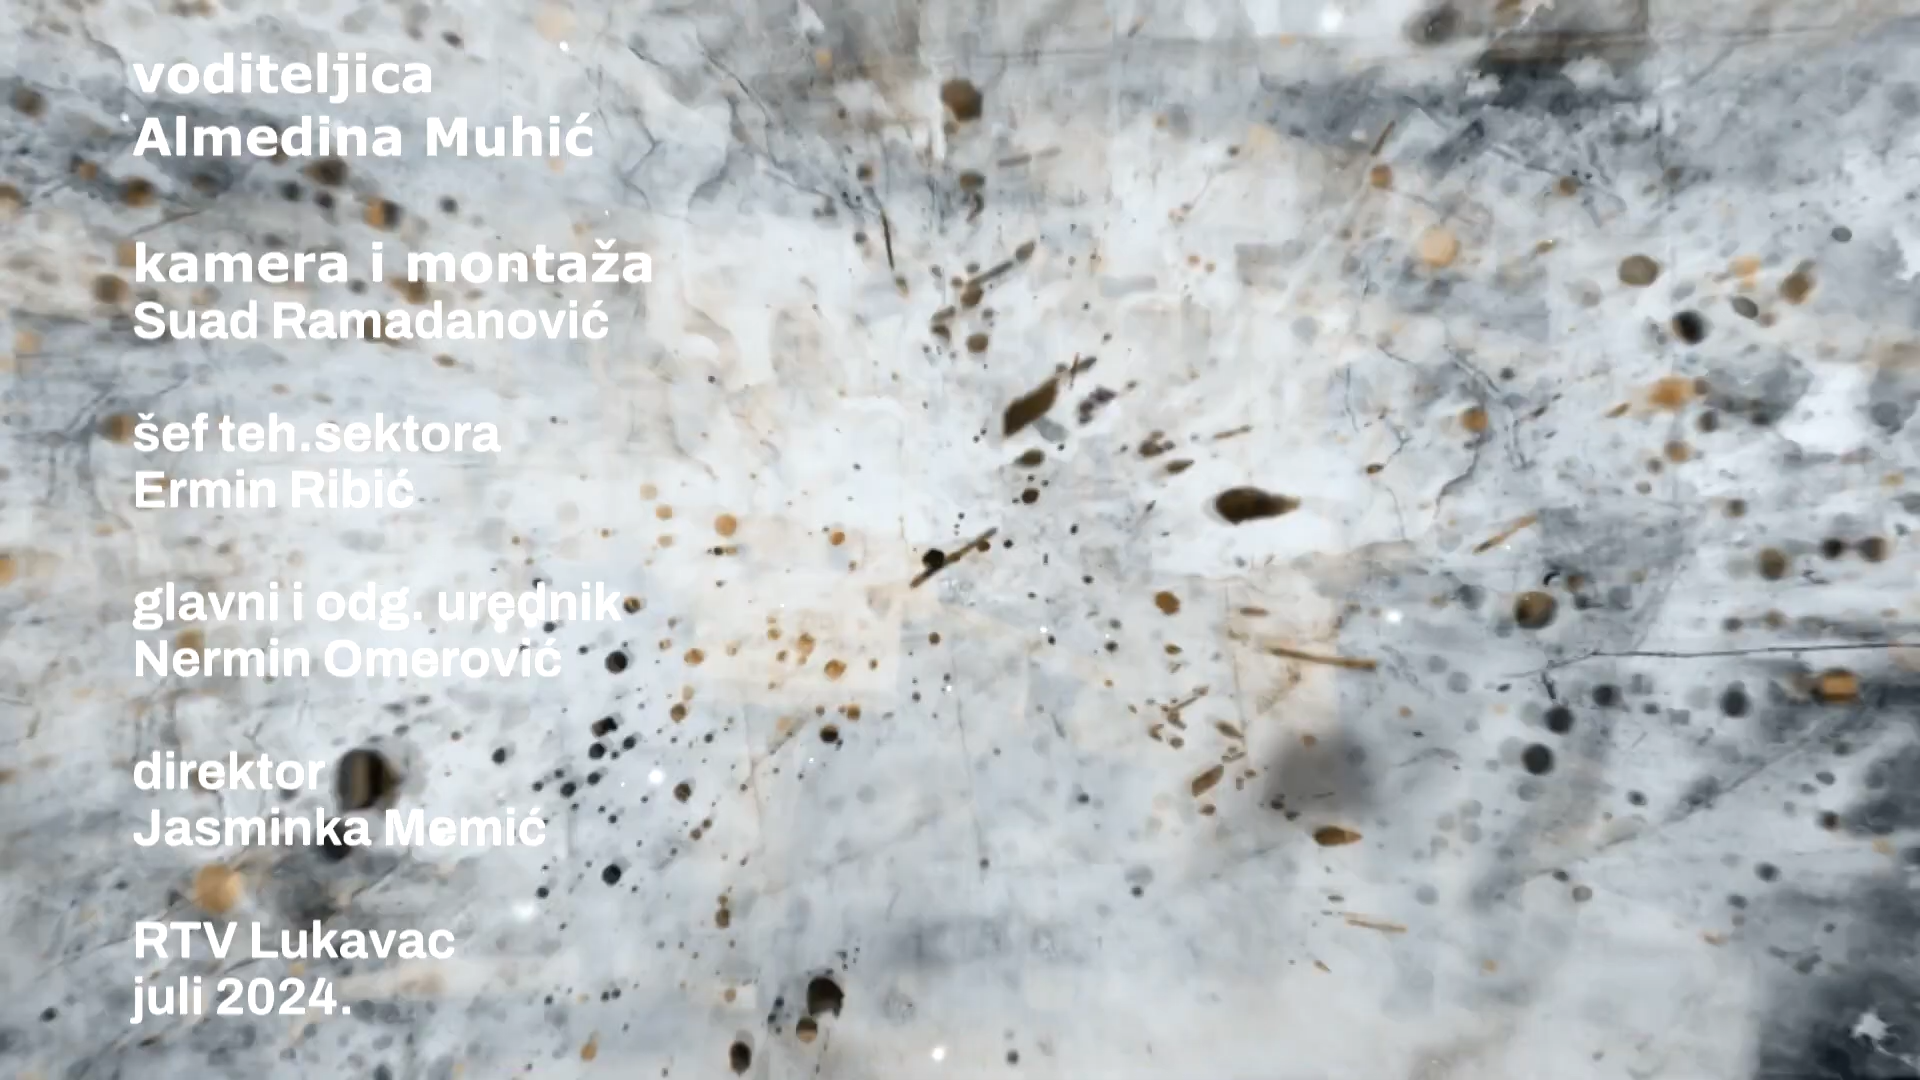 voditeljica
Almedina Muhić
kamera i montaža
Suad Ramadanović
šef teh.sektora
Ermin Ribić
glavni i odg. urednik
Nermin Omerović
direktor
Jasminka Memić
RTV Lukavac
juli 2024.